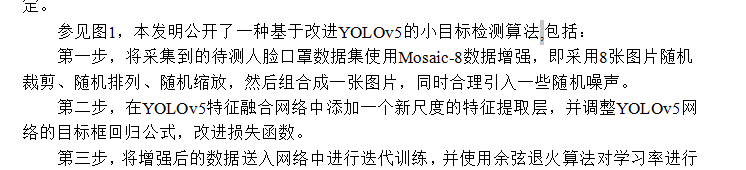 定。
参见图1，本发明公开了一种基于改进YOLOv5的小目标检测算法,包括：
第一步，将采集到的待测人脸口罩数据集使用Mosaic-8数据增强，即采用8张图片随机
裁剪、随机排列、随机缩放，然后组合成一张图片，同时合理引入一些随机噪声。
第二步，在YOLOv5特征融合网络中添加一个新尺度的特征提取层，并调整YOLOv5网
络的目标框回归公式，改进损失函数。
第三步，将增强后的数据送入网络中进行迭代训练，并使用余弦退火算法对学习率进行